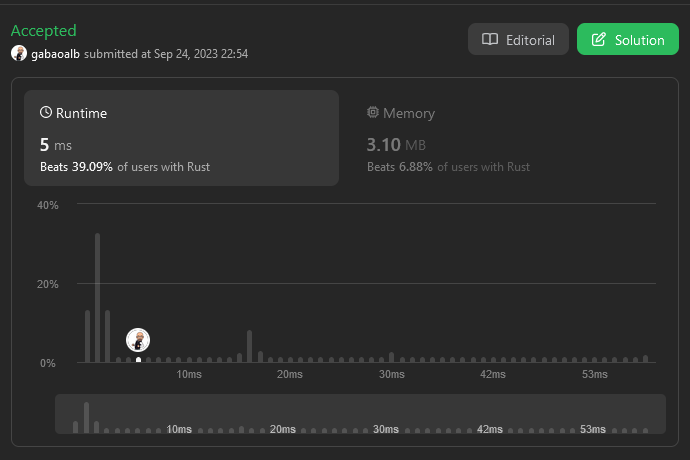 Accepted
gabaoalb submitted at Sep 24, 2023 22:54
Editorial
Solution
Runtime
5 ms
Beats 39.09% of users with Rust
Memory
3.10 MB
Beats 6.88% of users with Rust
40%
20%
0%
10ms 20ms 30ms 42ms 53ms
10ms 20ms 30ms 42ms 53ms